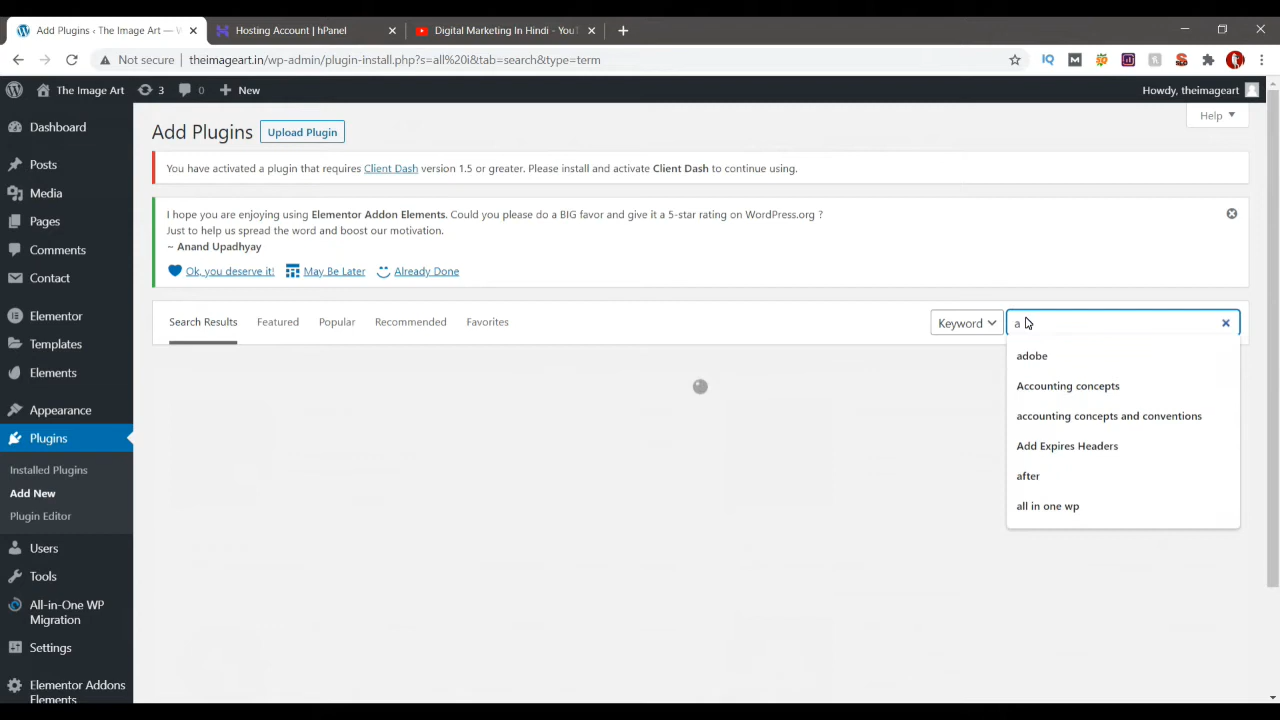 Add Plugins ‹ The Image Art — W
Hosting Account | hPanel
Digital Marketing In Hindi - YouT
Not secure
theimageart.in/wp-admin/plugin-install.php?s=all%20i&tab=search&type=term
The Image Art
3
0
New
Howdy, theimageart
Dashboard
Posts
Media
Pages
Comments
Contact
Elementor
Templates
Elements
Appearance
Plugins
Installed Plugins
Add New
Plugin Editor
Users
Tools
All-in-One WP
Migration
Settings
Elementor Addons
Elements
Help
Add Plugins
Upload Plugin
You have activated a plugin that requires Client Dash version 1.5 or greater. Please install and activate Client Dash to continue using.
I hope you are enjoying using Elementor Addon Elements. Could you please do a BIG favor and give it a 5-star rating on WordPress.org ?
Just to help us spread the word and boost our motivation.
~ Anand Upadhyay
Ok, you deserve it!
May Be Later
Already Done
Search Results
Featured
Popular
Recommended
Favorites
Keyword
a
adobe
Accounting concepts
accounting concepts and conventions
Add Expires Headers
after
all in one wp